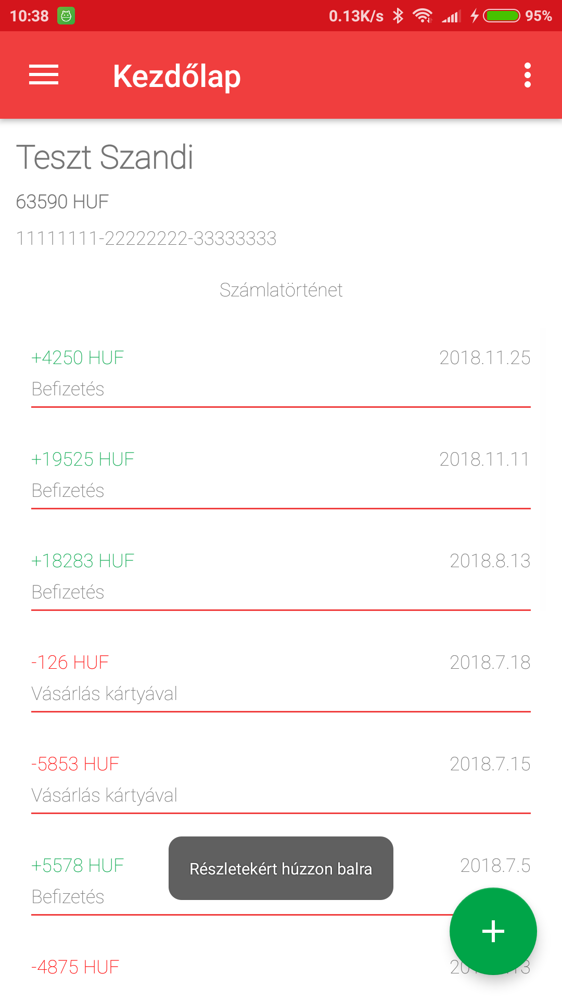 10:38 0.13K/s 95%
Kezdőlap
Teszt Szandi
63590 HUF
11111111-22222222-33333333
Számlatörténet
+4250 HUF 2018.11.25
Befizetés
+19525 HUF 2018.11.11
Befizetés
+18283 HUF 2018.8.13
Befizetés
-126 HUF 2018.7.18
Vásárlás kártyával
-5853 HUF 2018.7.15
Vásárlás kártyával
+5578 HUF 2018.7.5
Részletekért húzzon balra
Befizetés
-4875 HUF